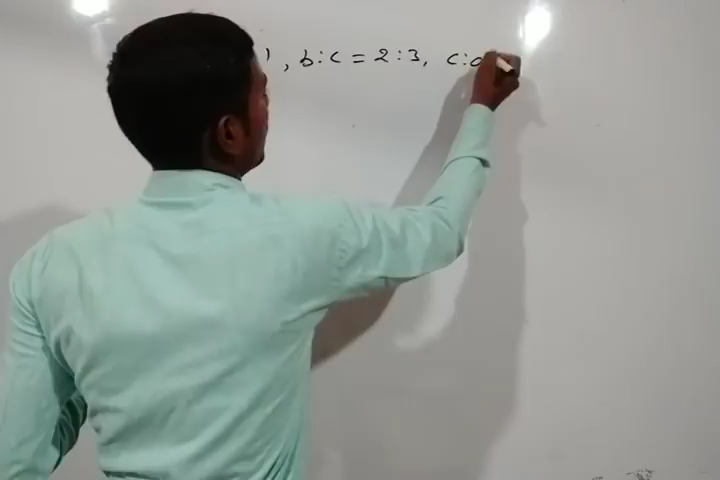 , b:c = 2:3, c: